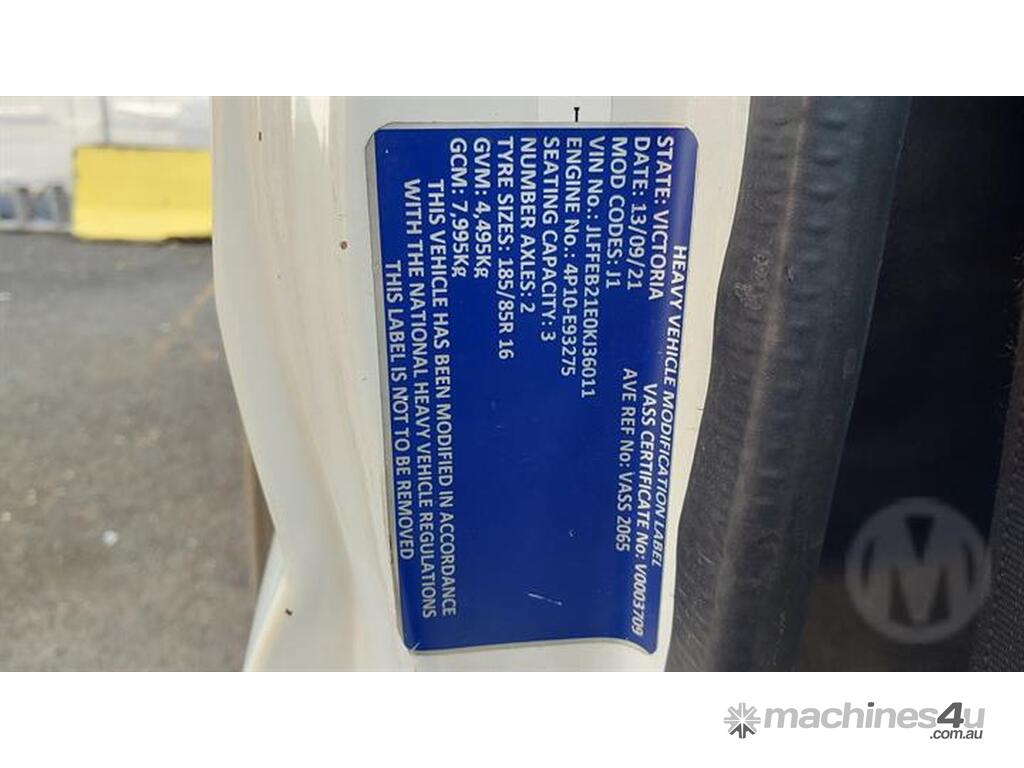 HEAVY VEHICLE MODIFICATION LABEL
STATE: VICTORIA VASS CERTIFICATE No: V0003709
DATE: 13/09/21 AVE REF No: VASS 2065
MOD CODES: J1
VIN No.: JLFFEB21E0KJ36011
ENGINE No.: 4P10-E93275
SEATING CAPACITY: 3
NUMBER AXLES: 2
TYRE SIZES: 185/85R 16
GVM: 4,495Kg
GCM: 7,995Kg
THIS VEHICLE HAS BEEN MODIFIED IN ACCORDANCE
WITH THE NATIONAL HEAVY VEHICLE REGULATIONS
THIS LABEL IS NOT TO BE REMOVED
M
machines4u
.com.au